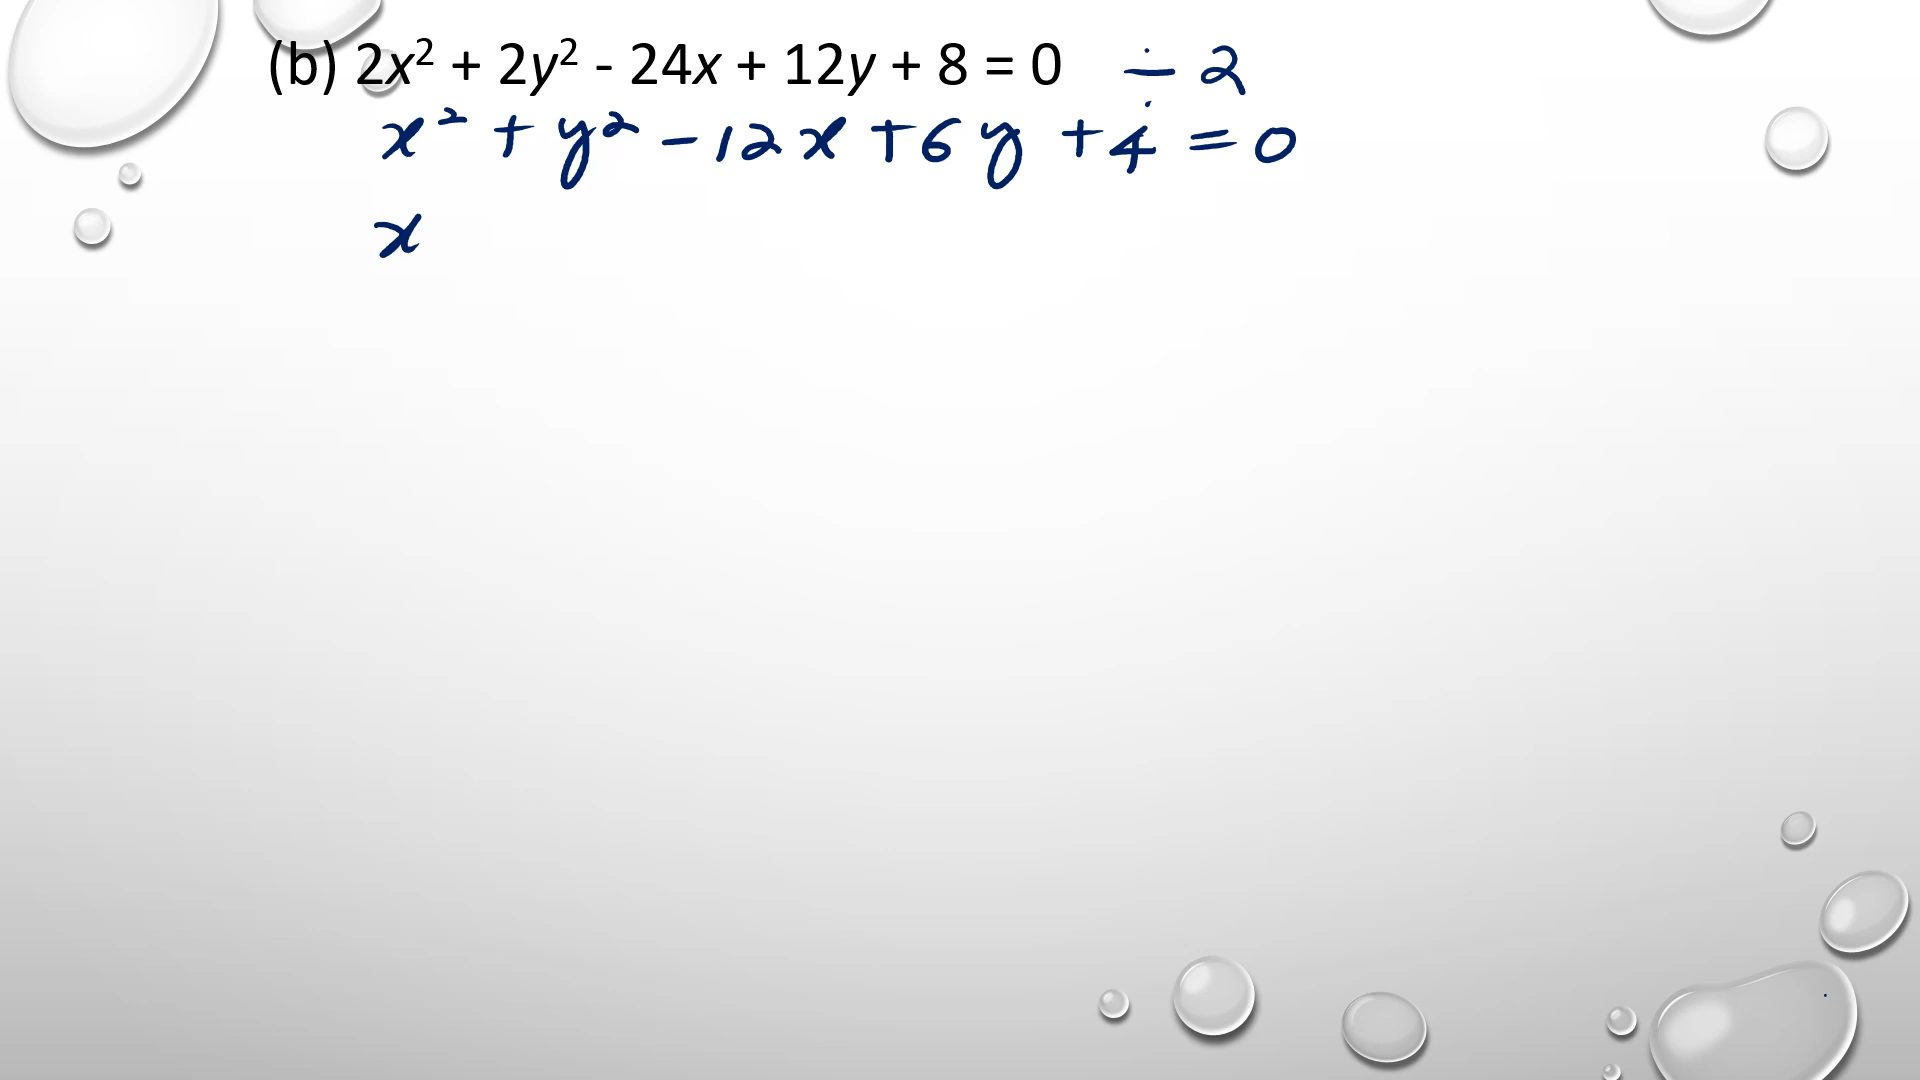 (b) 2x² + 2y² - 24x + 12y + 8 = 0 ÷ 2
x² + y² - 12x + 6y + 4 = 0
x